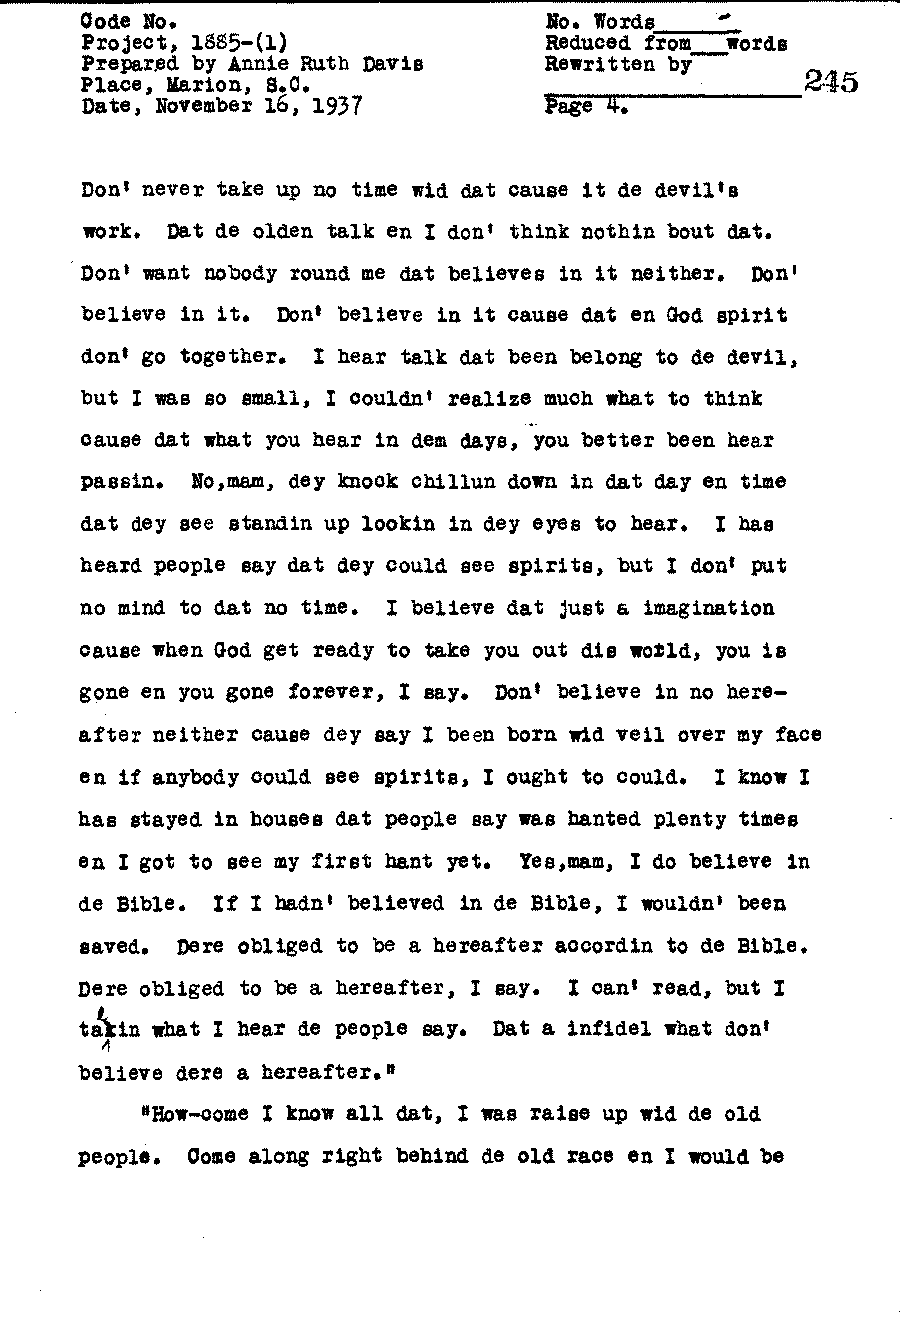 Code No.
Project, 1885-(1)
Prepared by Annie Ruth Davis
Place, Marion, S.C.
Date, November 16, 1937
No. Words_______
Reduced from___words
Rewritten by
245
Page 4.
Don' never take up no time wid dat cause it de devil's
work. Dat de olden talk en I don' think nothin bout dat.
Don' want nobody round me dat believes in it neither. Don'
believe in it. Don' believe in it cause dat en God spirit
don' go together. I hear talk dat been belong to de devil,
but I was so small, I couldn' realize much what to think
cause dat what you hear in dem days, you better been hear
passin. No,mam, dey knock chillun down in dat day en time
dat dey see standin up lookin in dey eyes to hear. I has
heard people say dat dey could see spirits, but I don' put
no mind to dat no time. I believe dat just a imagination
cause when God get ready to take you out dis world, you is
gone en you gone forever, I say. Don' believe in no here-
after neither cause dey say I been born wid veil over my face
en if anybody could see spirits, I ought to could. I know I
has stayed in houses dat people say was hanted plenty times
en I got to see my first hant yet. Yes,mam, I do believe in
de Bible. If I hadn' believed in de Bible, I wouldn' been
saved. Dere obliged to be a hereafter accordin to de Bible.
Dere obliged to be a hereafter, I say. I can' read, but I
takin what I hear de people say. Dat a infidel what don'
believe dere a hereafter."
"How-come I know all dat, I was raise up wid de old
people. Come along right behind de old race en I would be